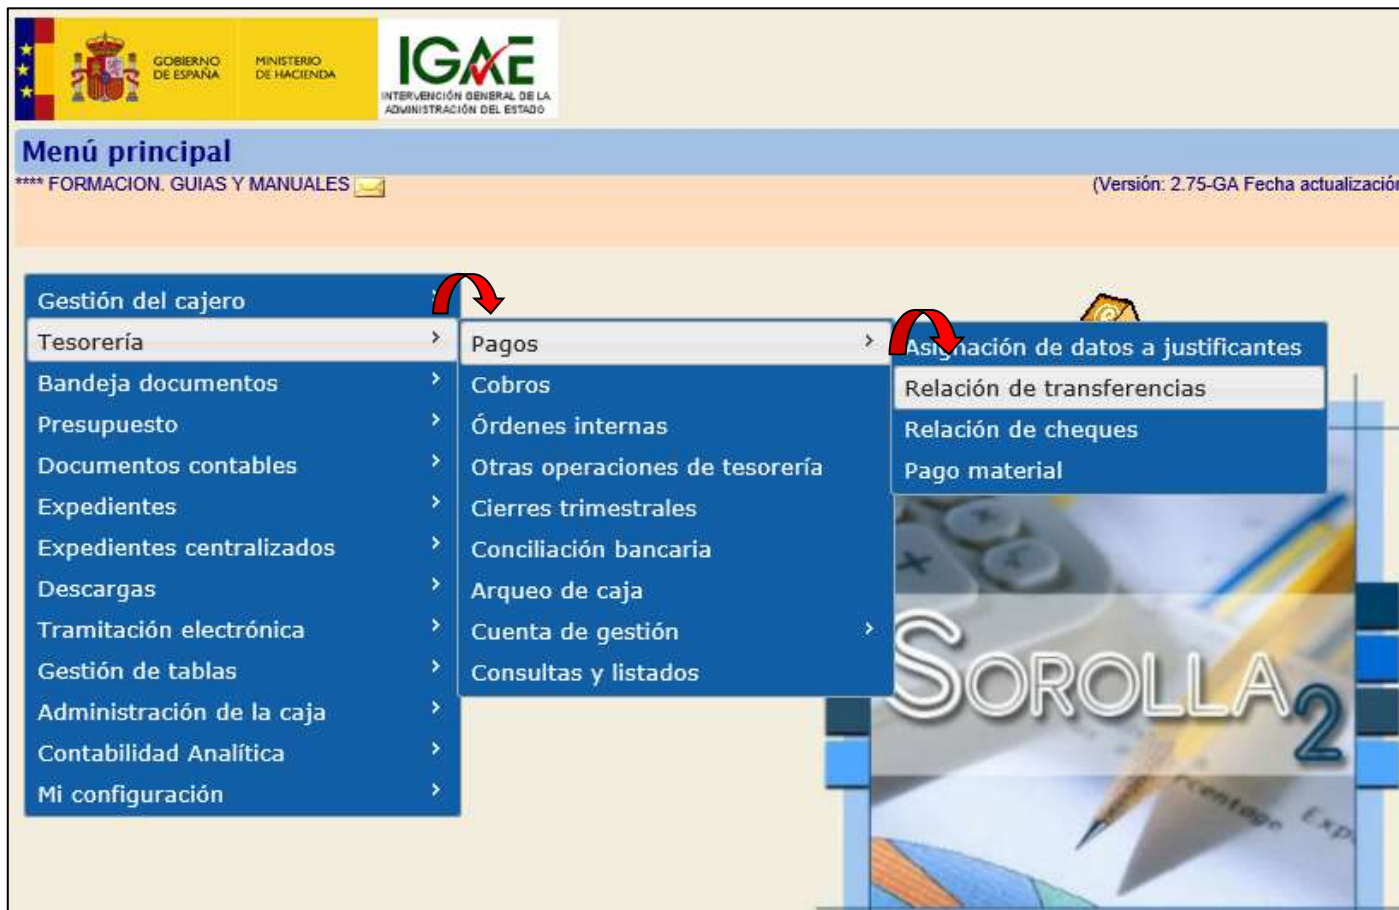 GOBIERNO
DE ESPAÑA
MINISTERIO
DE HACIENDA
IGAE
INTERVENCIÓN GENERAL DE LA
ADMINISTRACIÓN DEL ESTADO
Menú principal
**** FORMACION. GUIAS Y MANUALES
(Versión: 2.75-GA Fecha actualización
Gestión del cajero
Tesorería
Bandeja documentos
Presupuesto
Documentos contables
Expedientes
Expedientes centralizados
Descargas
Tramitación electrónica
Gestión de tablas
Administración de la caja
Contabilidad Analítica
Mi configuración
Pagos
Cobros
Órdenes internas
Otras operaciones de tesorería
Cierres trimestrales
Conciliación bancaria
Arqueo de caja
Cuenta de gestión
Consultas y listados
Asignación de datos a justificantes
Relación de transferencias
Relación de cheques
Pago material
SOROLLA2